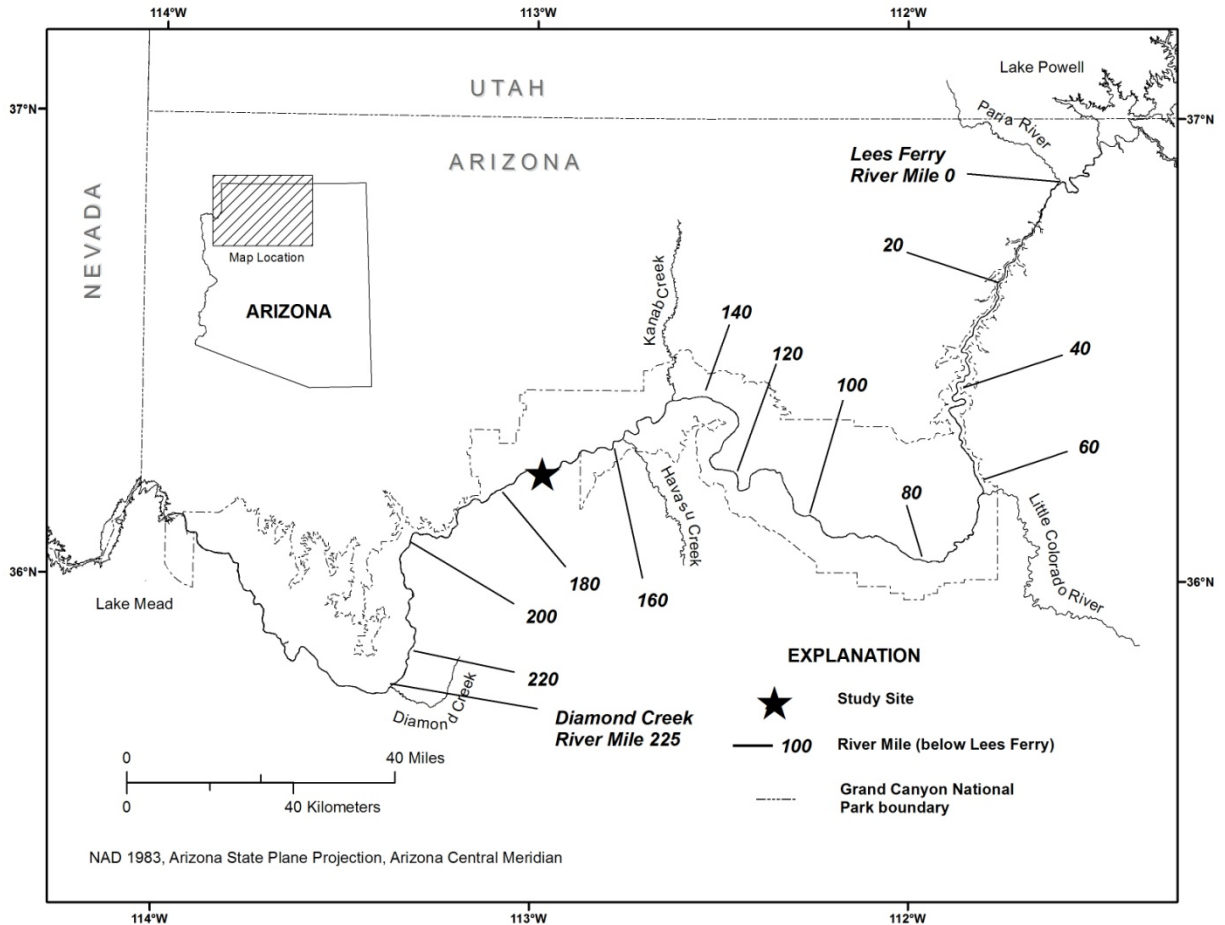 114°W
113°W
112°W
Lake Powell
UTAH
37°N
37°N
Paria River
ARIZONA
Lees Ferry
River Mile 0
NEVADA
20
Map Location
Kanab Creek
ARIZONA
140
40
120
100
60
80
Havasu Creek
Little Colorado River
36°N
36°N
180
160
Lake Mead
200
EXPLANATION
220
Study Site
Diamond Creek
Diamond Creek
River Mile 225
100
River Mile (below Lees Ferry)
0
40 Miles
Grand Canyon National
Park boundary
0
40 Kilometers
NAD 1983, Arizona State Plane Projection, Arizona Central Meridian
114°W
113°W
112°W